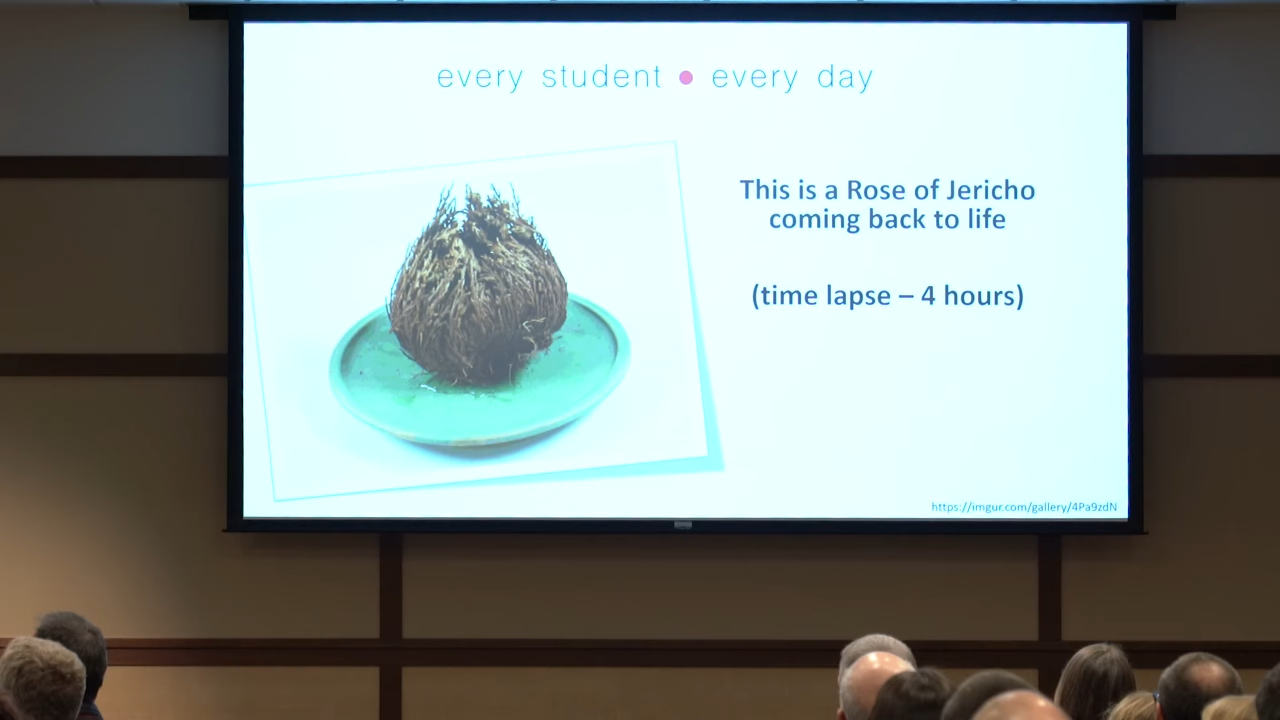 every student • every day
This is a Rose of Jericho
coming back to life
(time lapse – 4 hours)
https://imgur.com/gallery/4Pa9zdN